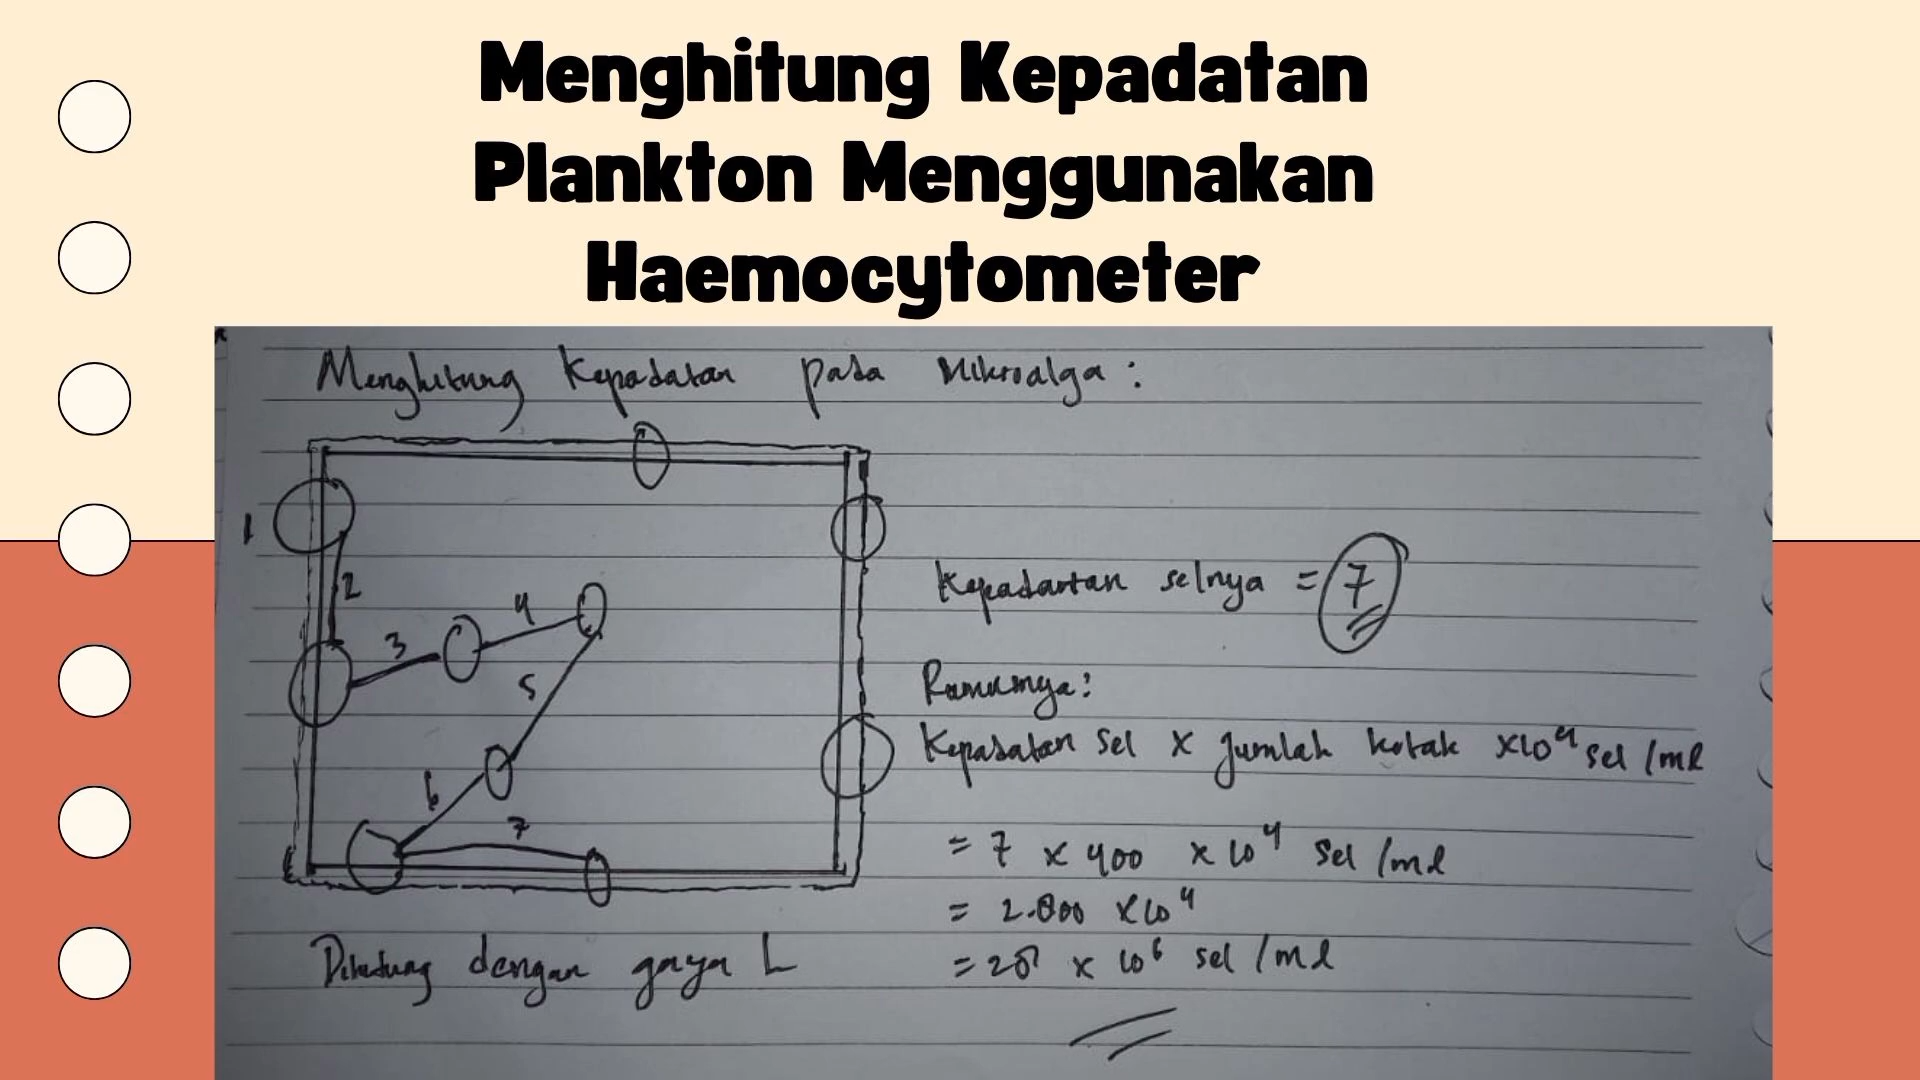 Menghitung Kepadatan
Plankton Menggunakan
Haemocytometer
Menghitung Kepadatan pada Mikroalga :
1
2
3
4
5
6
7
Kepadantan selnya = 7
Rumusnya:
Kepadatan sel x jumlah kotak x10⁴ sel /ml
= 7 x 400 x 10⁴ sel /ml
= 2.800 x 10⁴
= 28 x 10⁶ sel /ml
Dihitung dengan gaya L